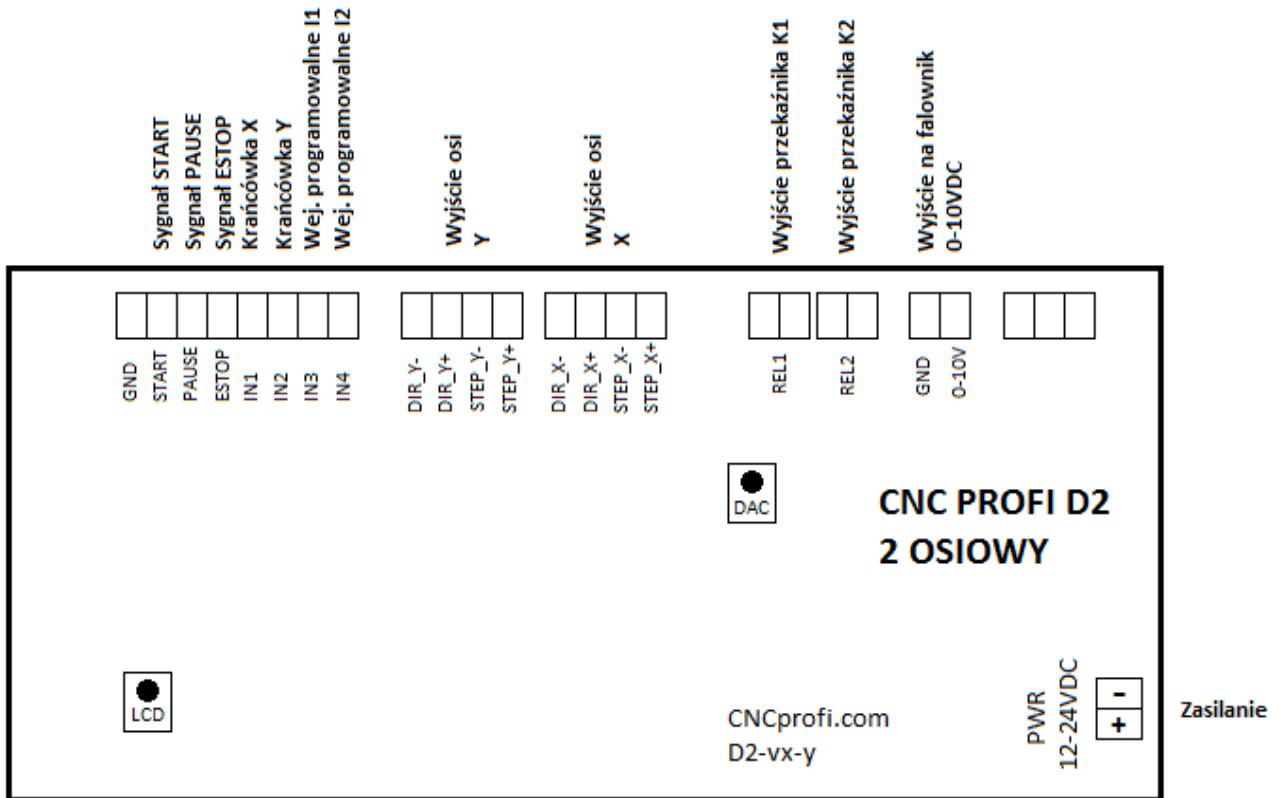 Sygnał START
Sygnał PAUSE
Sygnał ESTOP
Krańcówka X
Krańcówka Y
Wej. programowalne I1
Wej. programowalne I2
Wyjście osi
Y
Wyjście osi
X
Wyjście przekaźnika K1
Wyjście przekaźnika K2
Wyjście na falownik
0-10VDC
GND
START
PAUSE
ESTOP
IN1
IN2
IN3
IN4
DIR_Y-
DIR_Y+
STEP_Y-
STEP_Y+
DIR_X-
DIR_X+
STEP_X-
STEP_X+
REL1
REL2
GND
0-10V
DAC
CNC PROFI D2
2 OSIOWY
LCD
CNCprofi.com
D2-vx-y
PWR
12-24VDC
-
+
Zasilanie